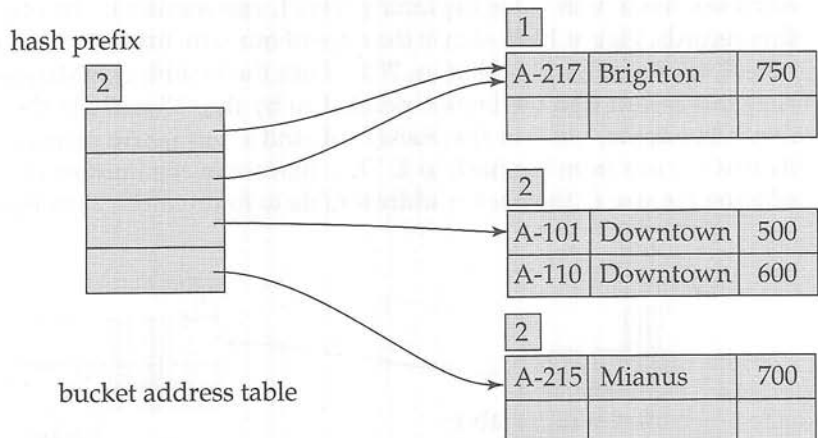 hash prefix
2
bucket address table
1
A-217 Brighton 750
2
A-101 Downtown 500
A-110 Downtown 600
2
A-215 Mianus 700